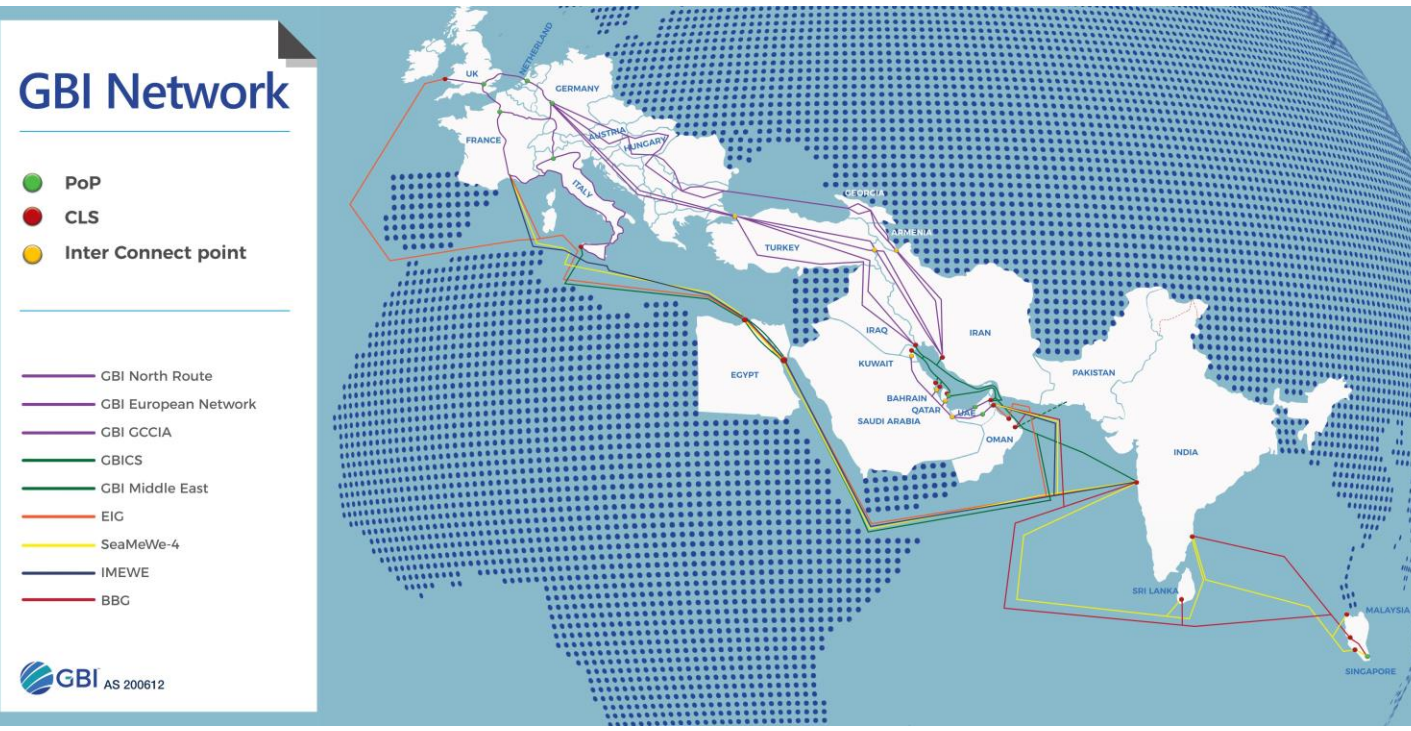 GBI Network
PoP
CLS
Inter Connect point
GBI North Route
GBI European Network
GBI GCCIA
GBICS
GBI Middle East
EIG
SeaMeWe-4
IMEWE
BBG
GBI AS 200612
UK
NETHERLAND
GERMANY
FRANCE
AUSTRIA
HUNGARY
ITALY
GEORGIA
ARMENIA
TURKEY
IRAQ
IRAN
KUWAIT
EGYPT
PAKISTAN
BAHRAIN
QATAR
UAE
SAUDI ARABIA
OMAN
INDIA
SRI LANKA
MALAYSIA
SINGAPORE